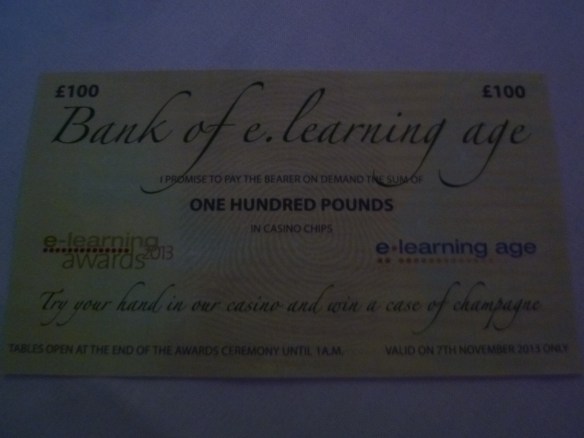 £100 £100
Bank of e.learning age
I PROMISE TO PAY THE BEARER ON DEMAND THE SUM OF
ONE HUNDRED POUNDS
IN CASINO CHIPS
e-learning
awards 2013
e•learning age
Try your hand in our casino and win a case of champagne
TABLES OPEN AT THE END OF THE AWARDS CEREMONY UNTIL 1A.M. VALID ON 7TH NOVEMBER 2013 ONLY